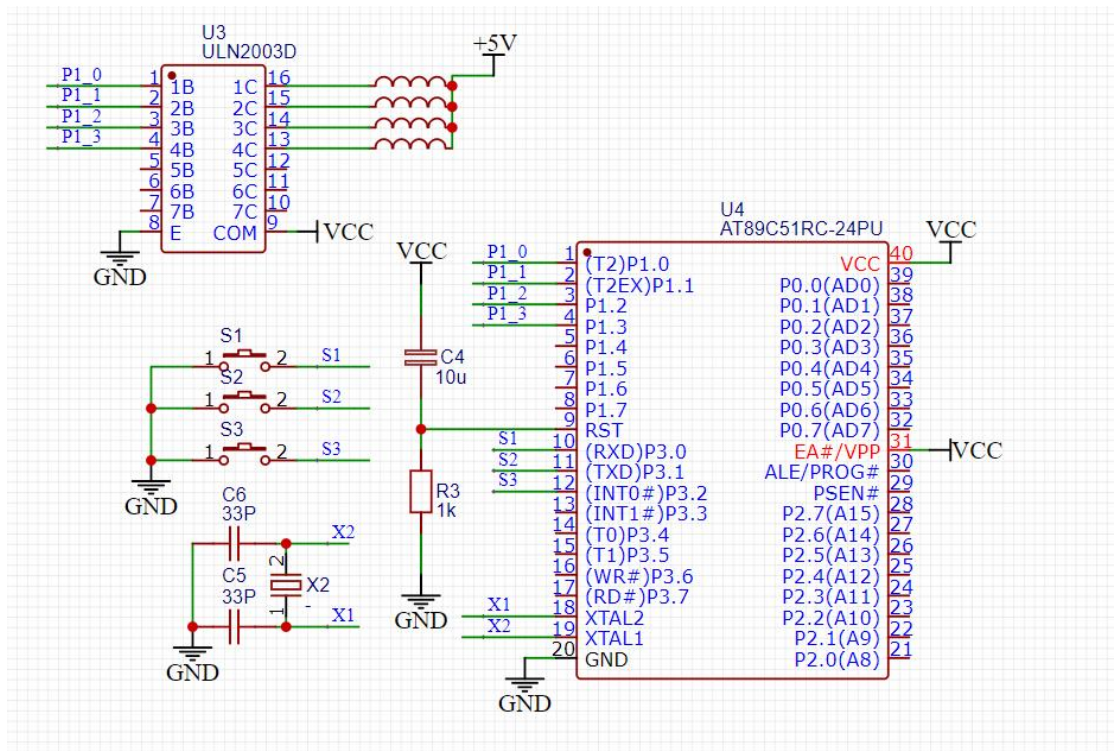 U3
ULN2003D
+5V
P1_0 1 1B 1C 16
P1_1 2 2B 2C 15
P1_2 3 3B 3C 14
P1_3 4 4B 4C 13
5 5B 5C 12
6 6B 6C 11
7 7B 7C 10
8 E COM 9 VCC
GND
VCC
C4
10u
R3
1k
GND
S1
1 2 S1
S2
1 2 S2
S3
1 2 S3
GND
C6
33P
X2
2
C5
33P
X2
-
1
X1
GND
U4
AT89C51RC-24PU
VCC
P1_0 1 (T2)P1.0 VCC 40
P1_1 2 (T2EX)P1.1 P0.0(AD0) 39
P1_2 3 P1.2 P0.1(AD1) 38
P1_3 4 P1.3 P0.2(AD2) 37
5 P1.4 P0.3(AD3) 36
6 P1.5 P0.4(AD4) 35
7 P1.6 P0.5(AD5) 34
8 P1.7 P0.6(AD6) 33
9 RST P0.7(AD7) 32
S1 10 (RXD)P3.0 EA#/VPP 31 VCC
S2 11 (TXD)P3.1 ALE/PROG# 30
S3 12 (INT0#)P3.2 PSEN# 29
13 (INT1#)P3.3 P2.7(A15) 28
14 (T0)P3.4 P2.6(A14) 27
15 (T1)P3.5 P2.5(A13) 26
16 (WR#)P3.6 P2.4(A12) 25
17 (RD#)P3.7 P2.3(A11) 24
X1 18 XTAL2 P2.2(A10) 23
X2 19 XTAL1 P2.1(A9) 22
20 GND P2.0(A8) 21
GND